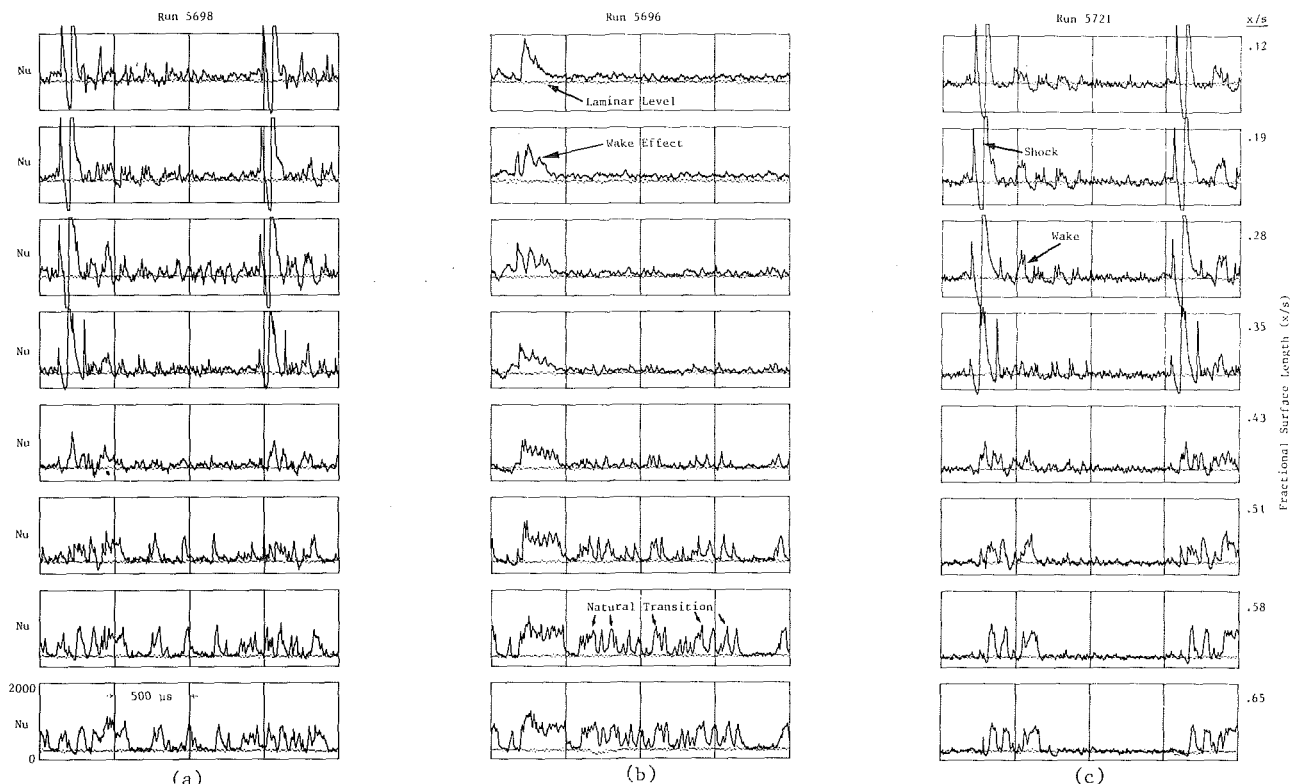 Run 5698
Run 5696
Run 5721
x/s
Nu
Laminar Level
.12
Nu
Wake Effect
Shock
.19
Nu
Wake
.28
Nu
.35
Nu
.43
Nu
.51
Nu
Natural Transition
.58
2000
Nu
0
500 µs
.65
Fractional Surface Length (x/s)
(a)
(b)
(c)